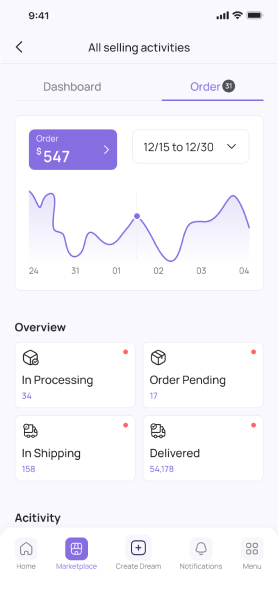 9:41
All selling activities
Dashboard
Order 31
Order
$ 547
12/15 to 12/30
24 31 01 02 03 04
Overview
In Processing
34
Order Pending
17
In Shipping
158
Delivered
54,178
Acitivity
Home Marketplace Create Dream Notifications Menu